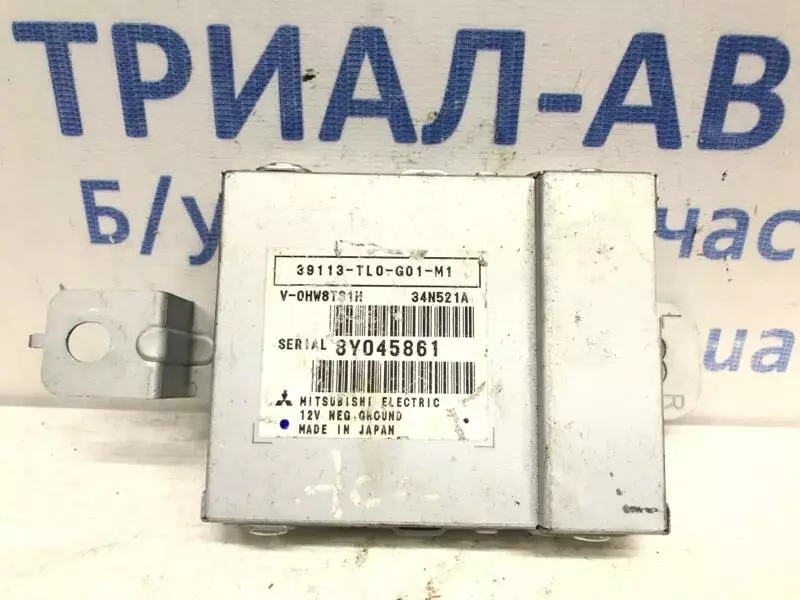 ТРИАЛ-АВ
Б/у час
ua
39113-TL0-G01-M1
V-0HW8TS1H 34N521A
SERIAL 8Y045861
MITSUBISHI ELECTRIC
12V NEG.GROUND
MADE IN JAPAN
R